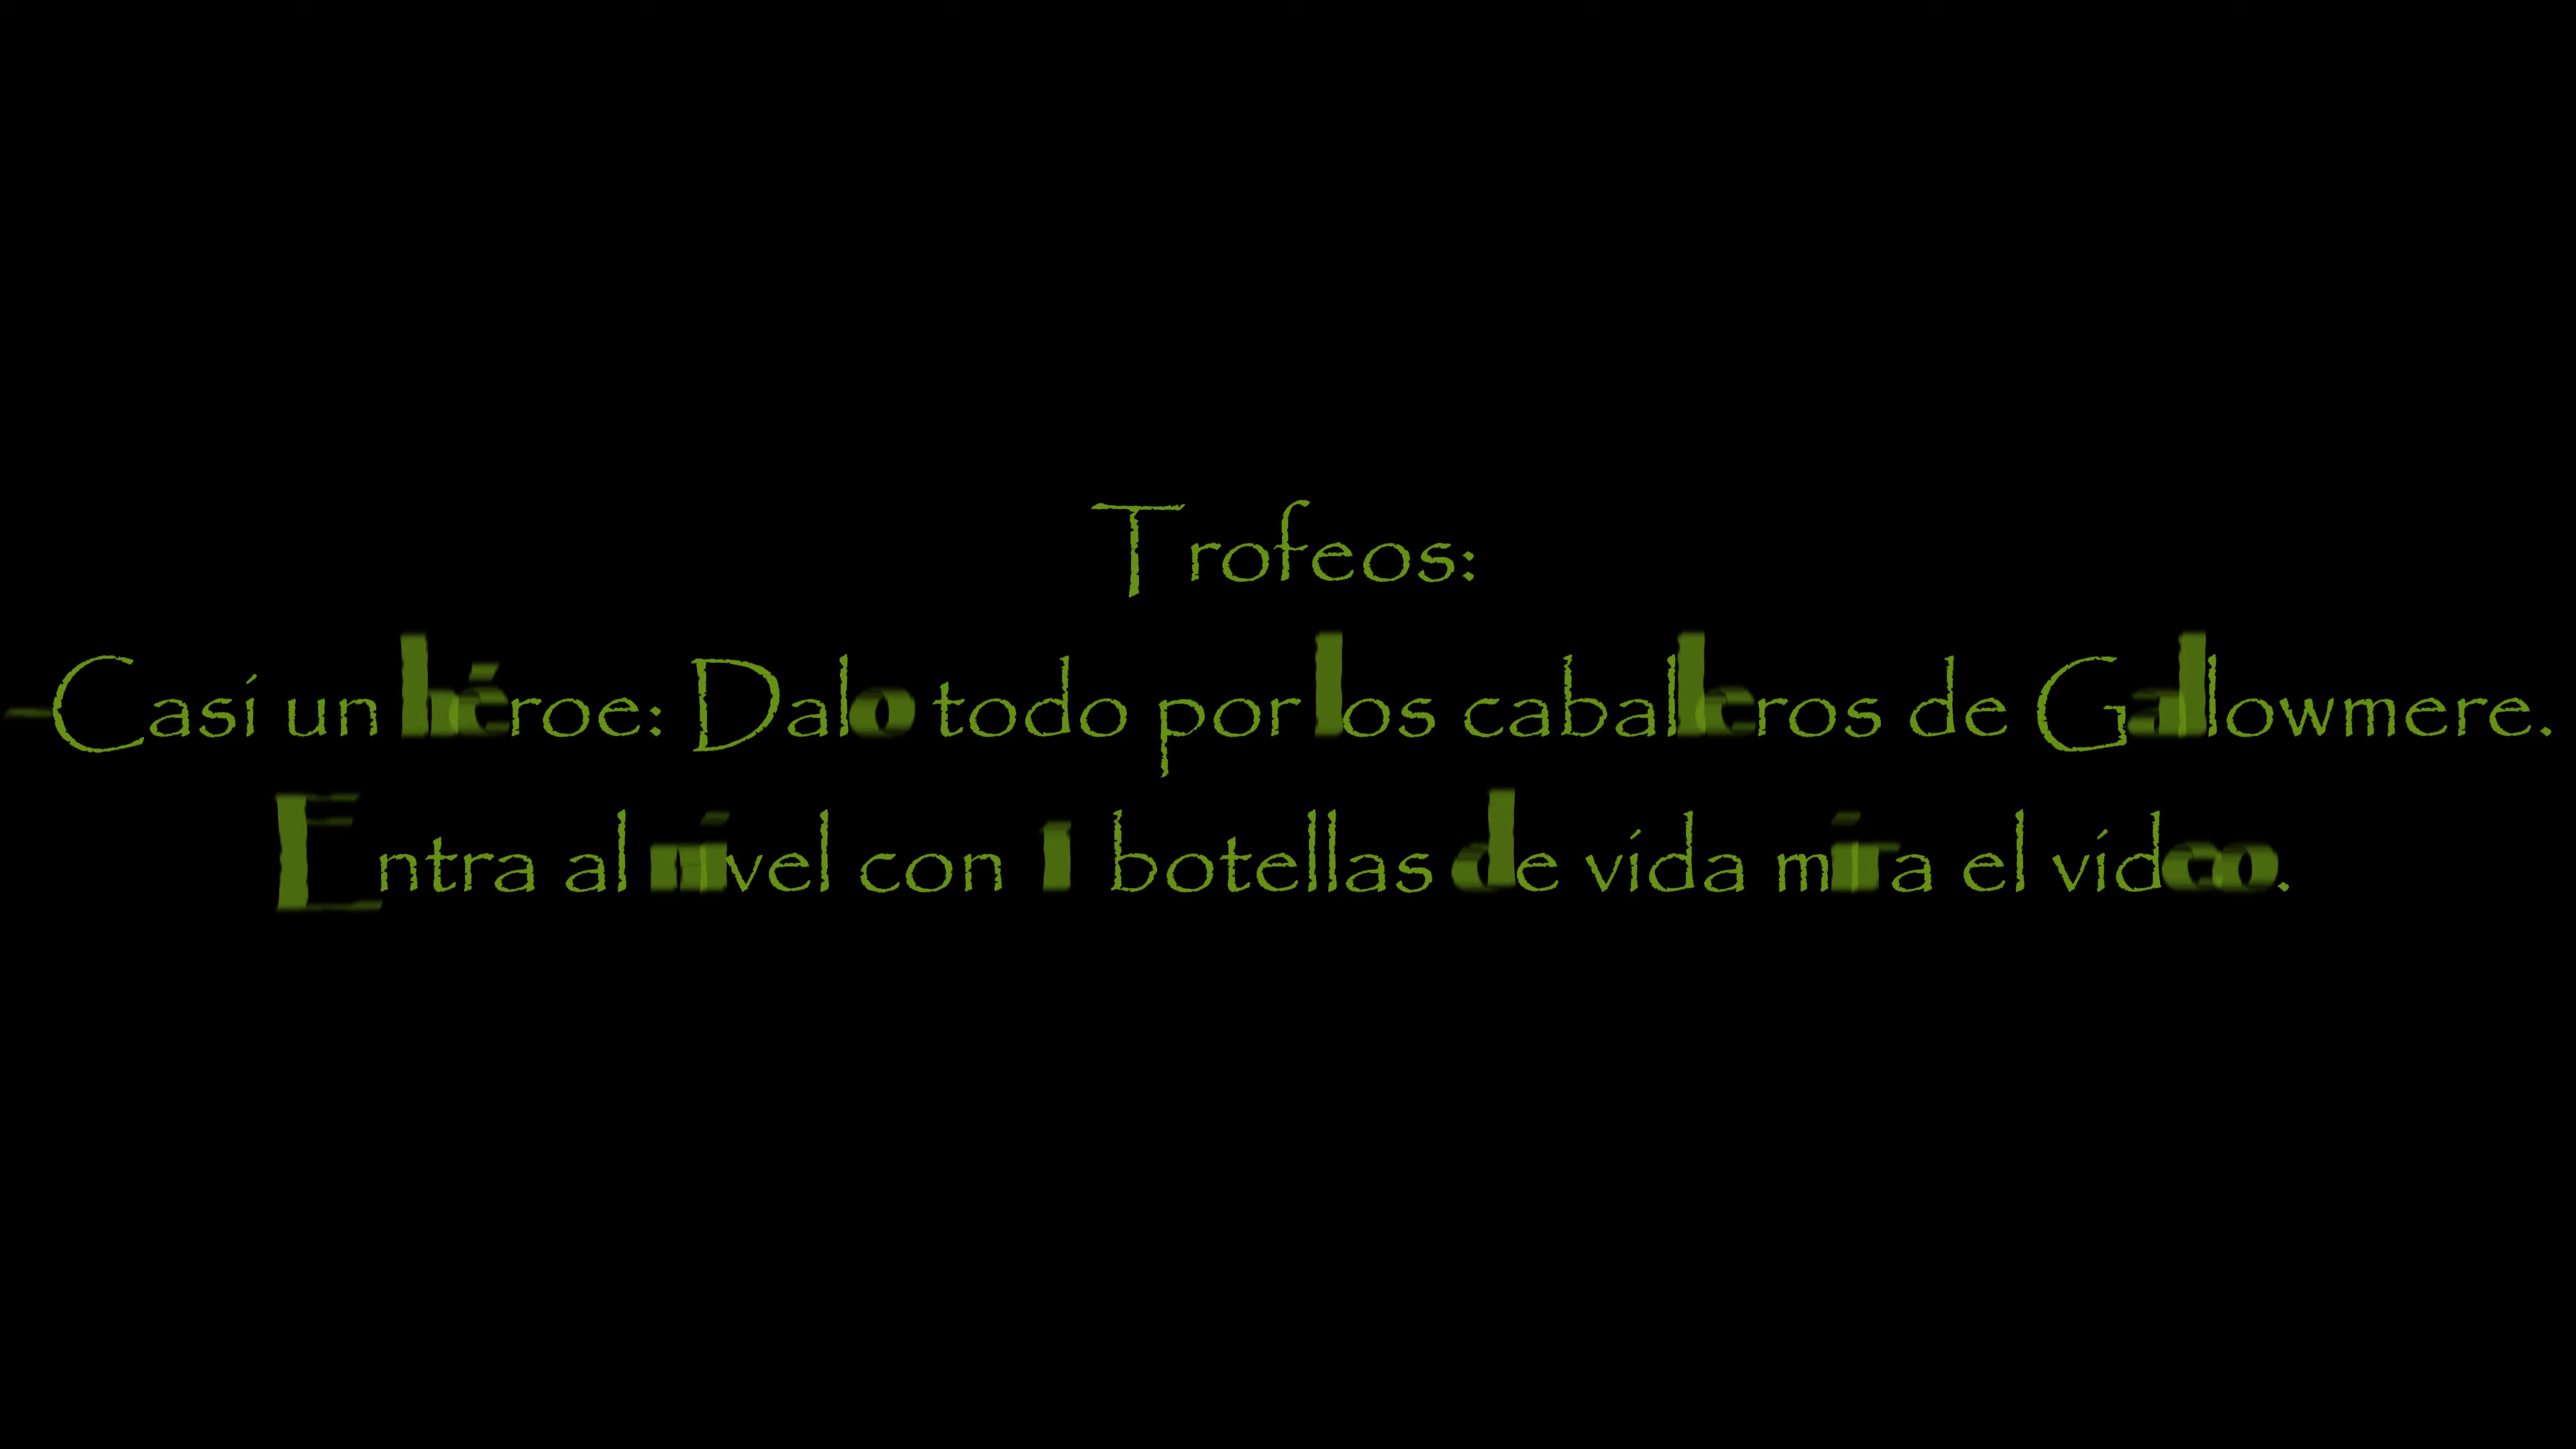 Trofeos:
-Casi un héroe: Dalo todo por los caballeros de Gallowmere.
Entra al nivel con 1 botellas de vida mira el video.